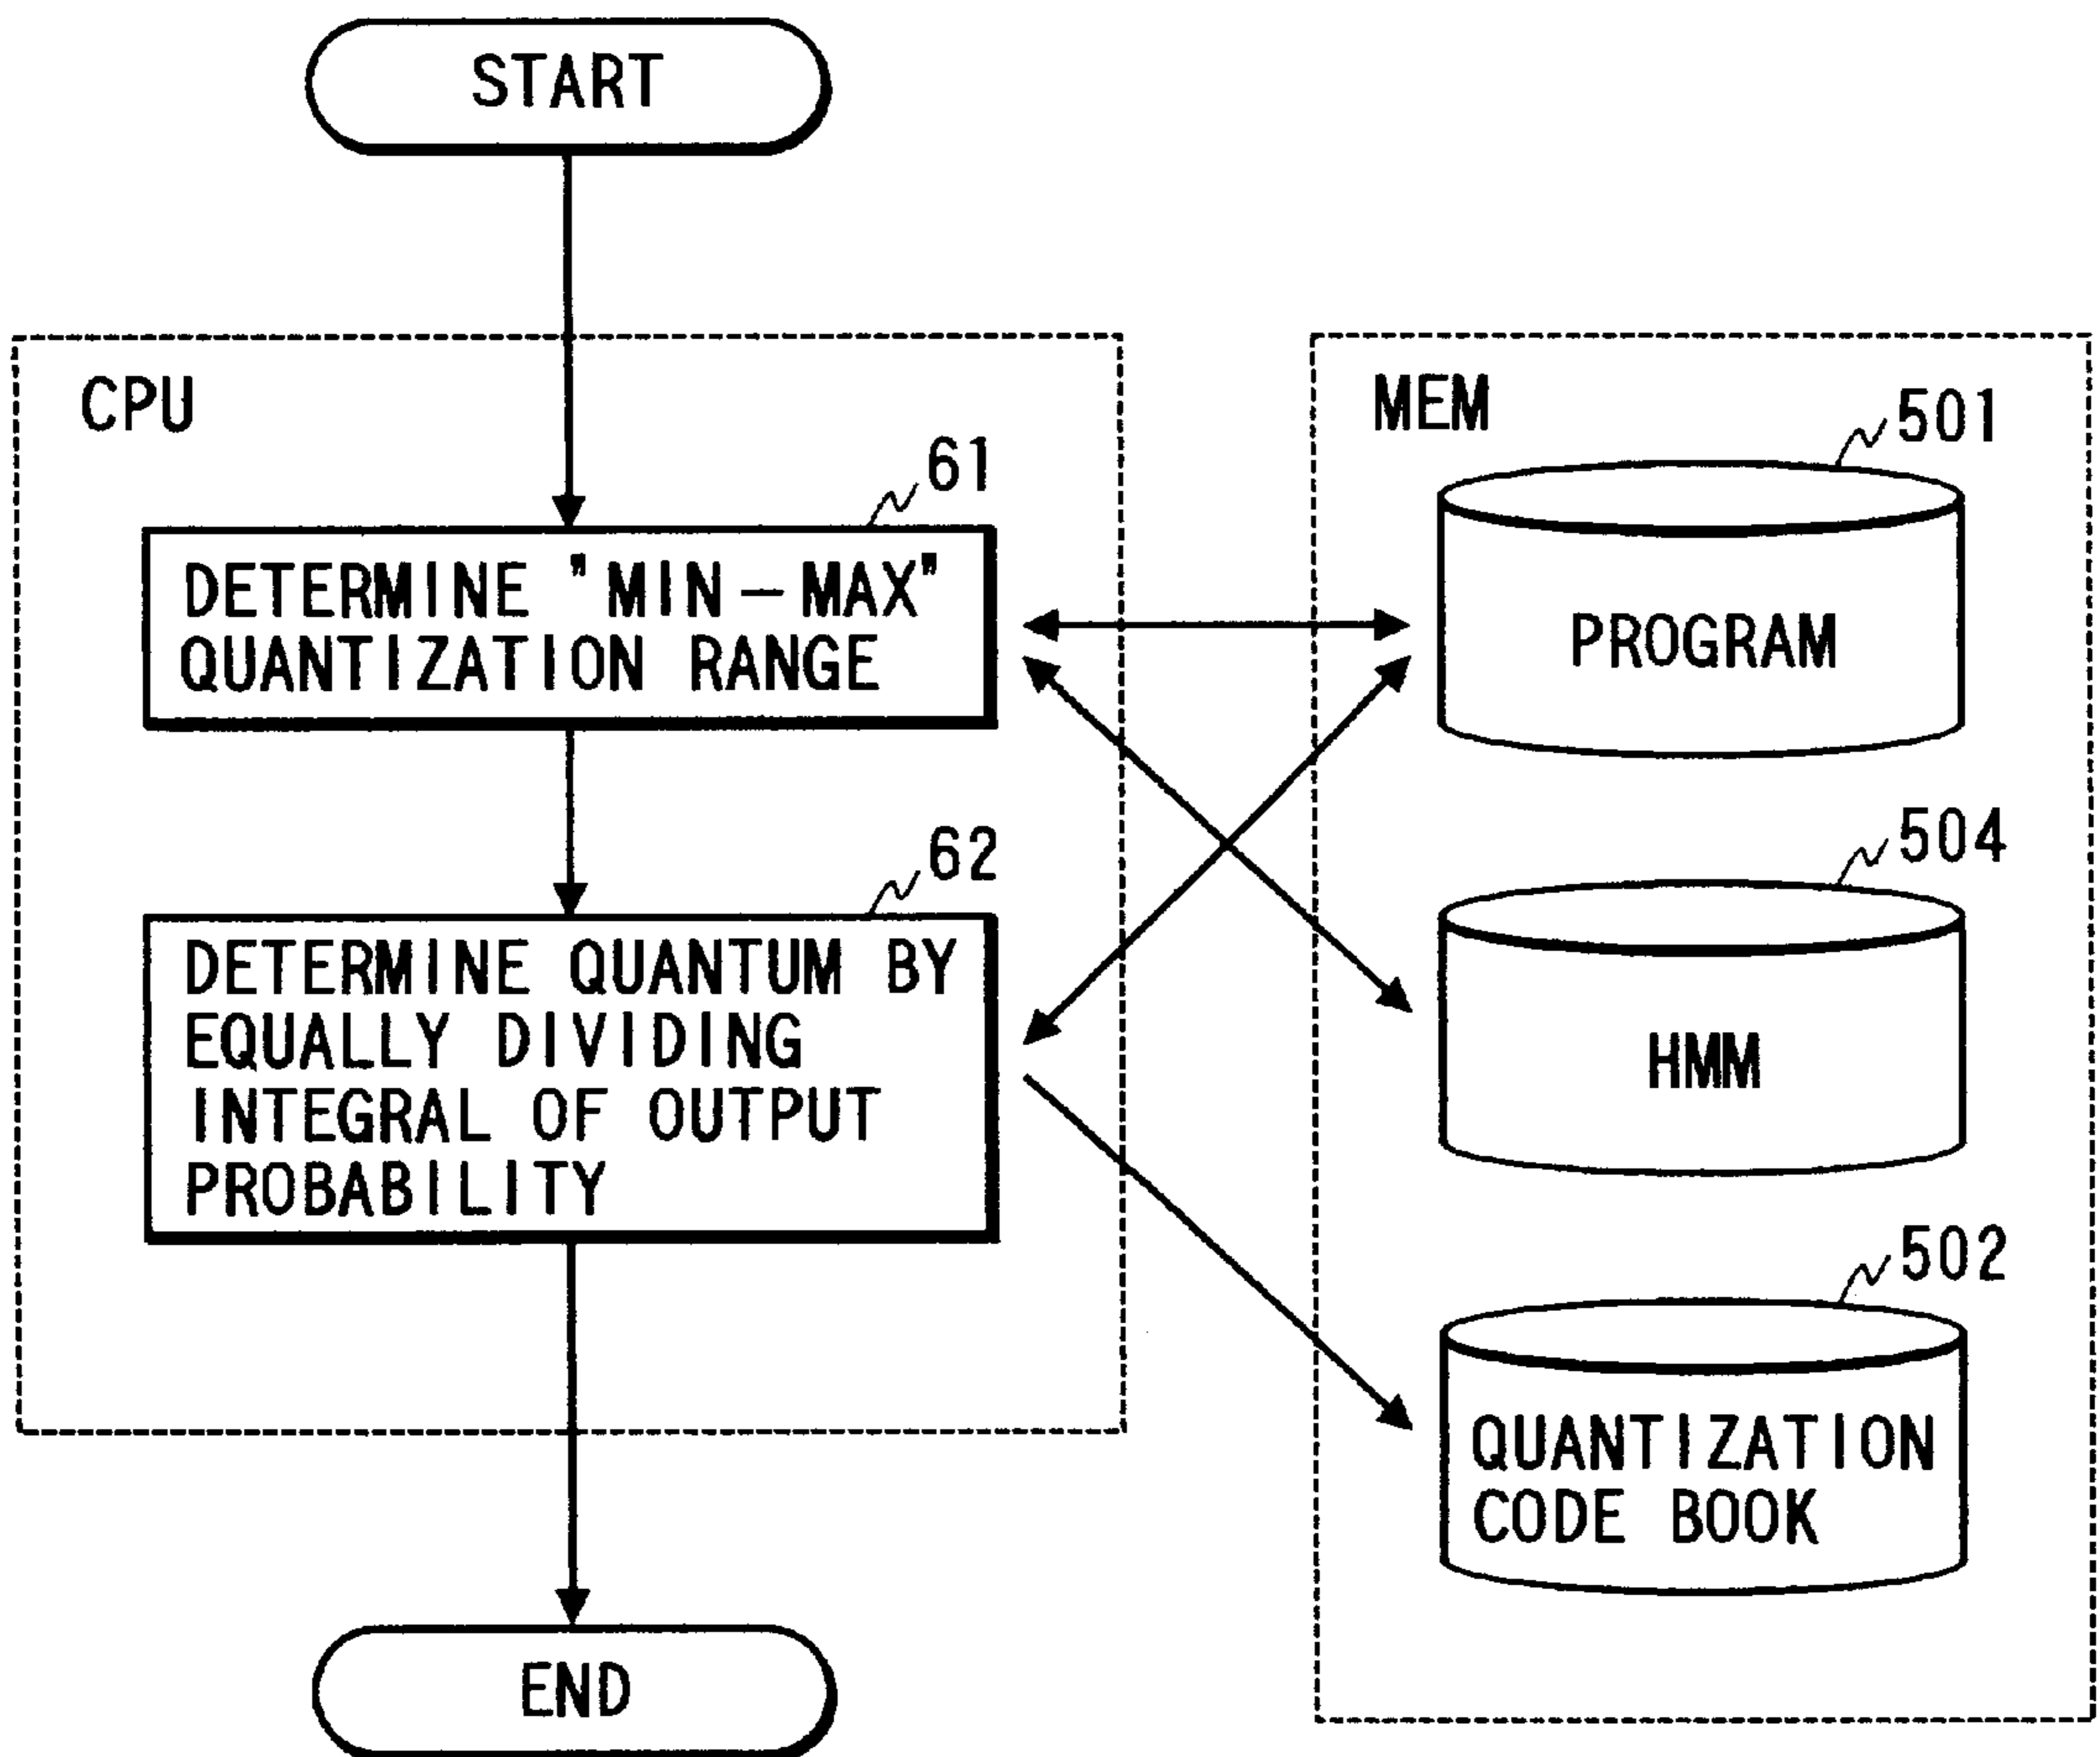 START
CPU
61
DETERMINE "MIN-MAX"
QUANTIZATION RANGE
62
DETERMINE QUANTUM BY
EQUALLY DIVIDING
INTEGRAL OF OUTPUT
PROBABILITY
END
MEM
501
PROGRAM
504
HMM
502
QUANTIZATION
CODE BOOK